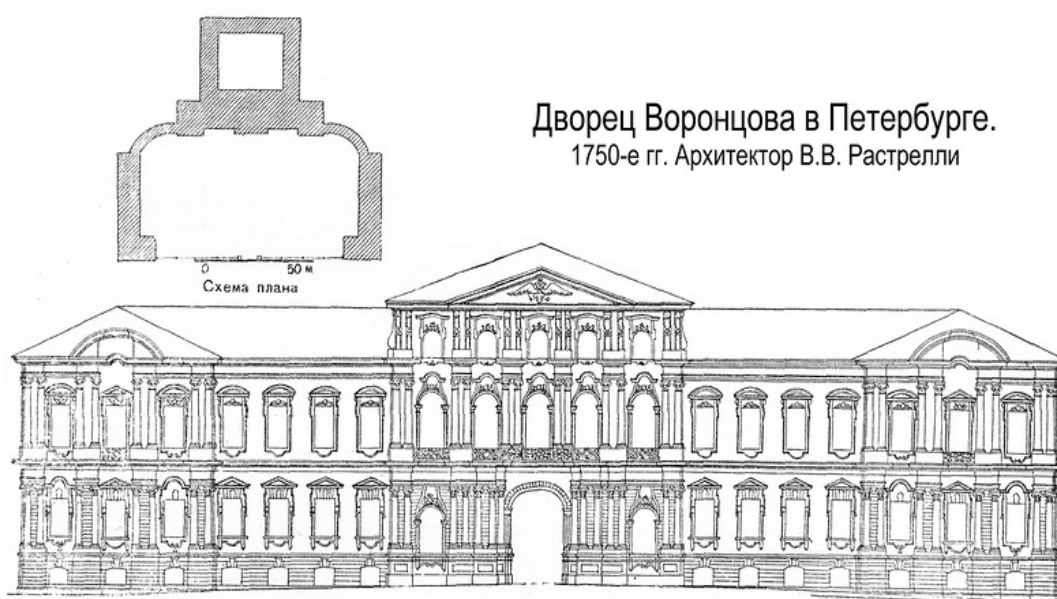 Дворец Воронцова в Петербурге.
1750-е гг. Архитектор В.В. Растрелли
0 50 м
Схема плана